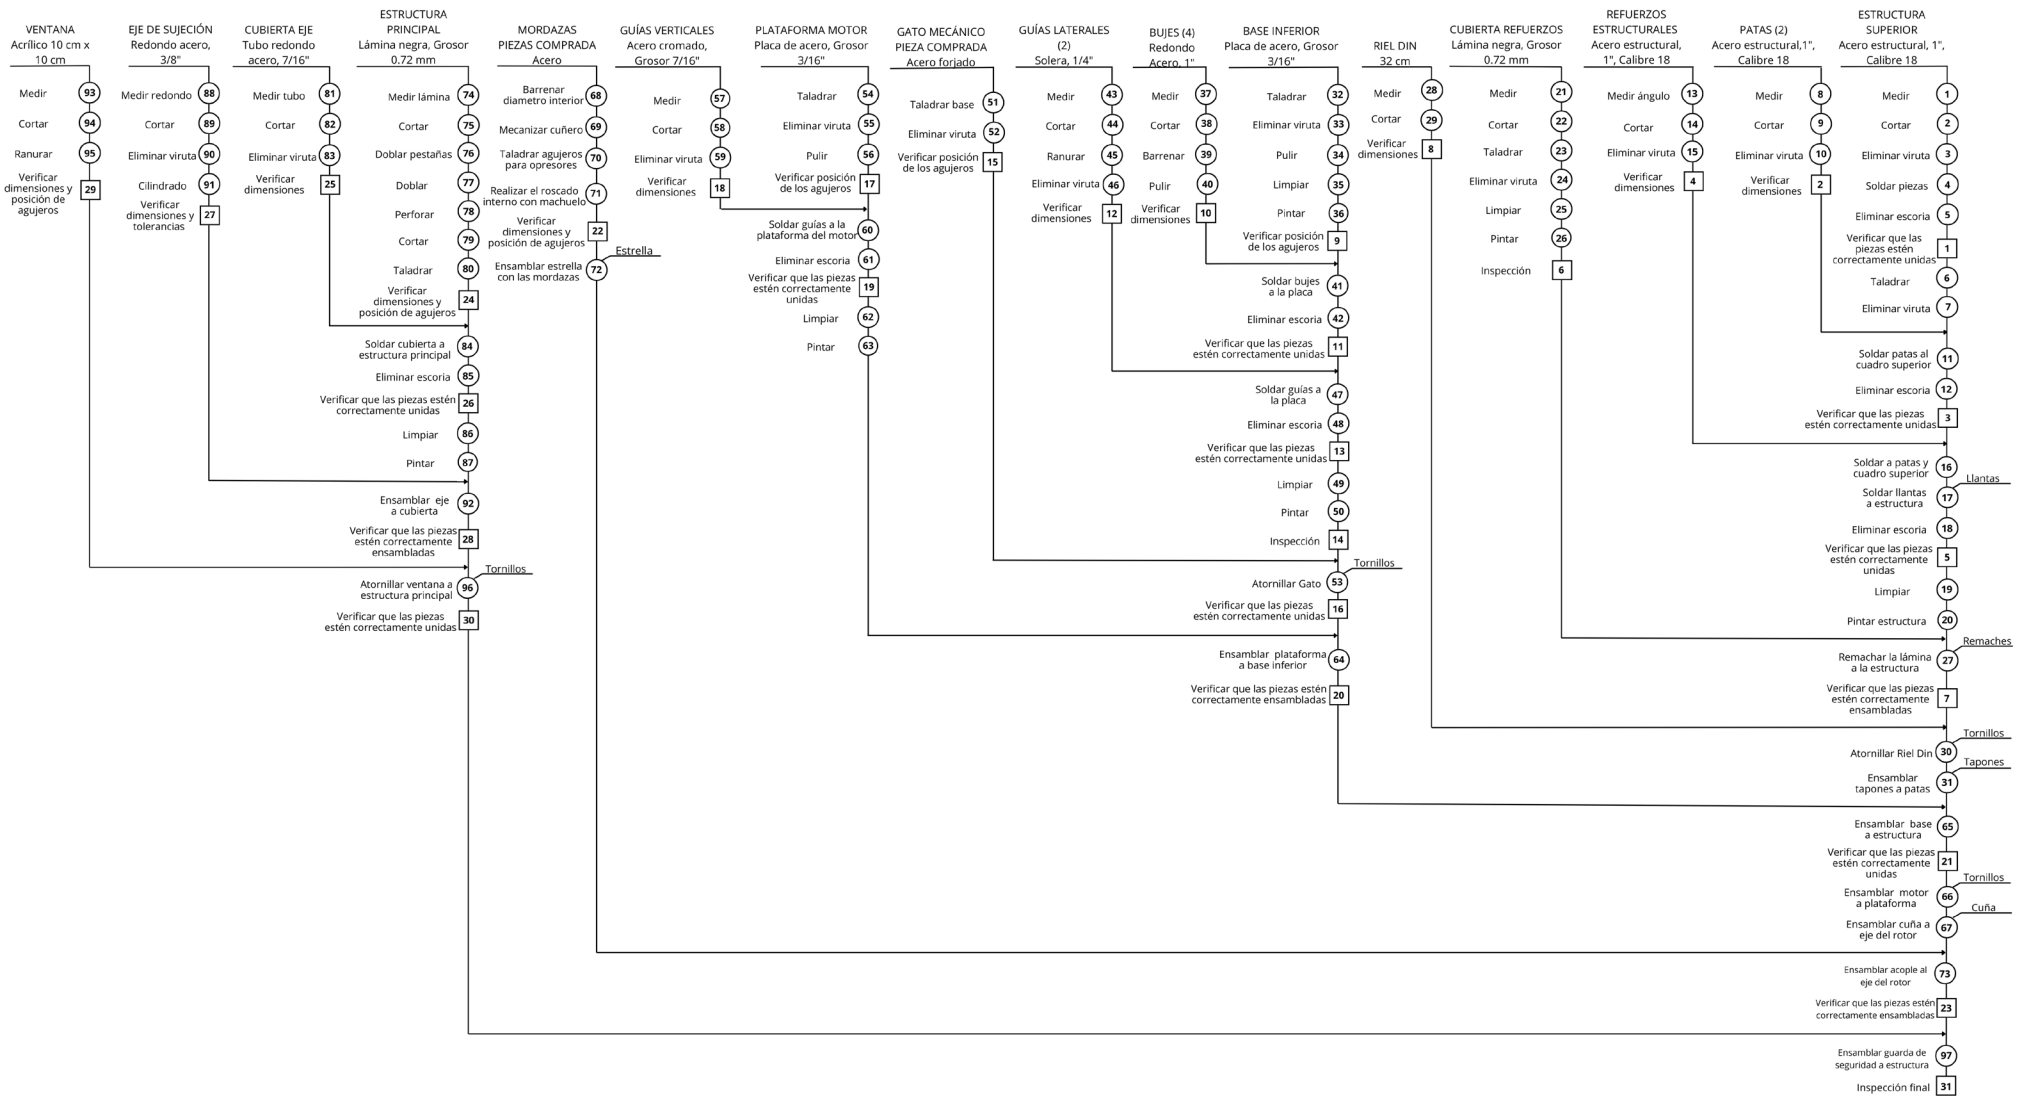 VENTANA
Acrílico 10 cm x
10 cm
Medir
93
Cortar
94
Ranurar
95
Verificar
dimensiones y
posición de
agujeros
29
EJE DE SUJECIÓN
Redondo acero,
3/8"
Medir redondo
88
Cortar
89
Eliminar viruta
90
Cilindrado
91
Verificar
dimensiones y
tolerancias
27
CUBIERTA EJE
Tubo redondo
acero, 7/16"
Medir tubo
81
Cortar
82
Eliminar viruta
83
Verificar
dimensiones
25
ESTRUCTURA
PRINCIPAL
Lámina negra, Grosor
0.72 mm
Medir lámina
74
Cortar
75
Doblar pestañas
76
Doblar
77
Perforar
78
Cortar
79
Taladrar
80
Verificar
dimensiones y
posición de agujeros
24
Soldar cubierta a
estructura principal
84
Eliminar escoria
85
Verificar que las piezas estén
correctamente unidas
26
Limpiar
86
Pintar
87
Ensamblar eje
a cubierta
92
Verificar que las piezas
estén correctamente
ensambladas
28
Tornillos
Atornillar ventana a
estructura principal
96
Verificar que las piezas
estén correctamente unidas
30
MORDAZAS
PIEZAS COMPRADA
Acero
Barrenar
diametro interior
68
Mecanizar cuñero
69
Taladrar agujeros
para opresores
70
Realizar el roscado
interno con machuelo
71
Verificar
dimensiones y
posición de agujeros
22
Estrella
Ensamblar estrella
con las mordazas
72
GUÍAS VERTICALES
Acero cromado,
Grosor 7/16"
Medir
57
Cortar
58
Eliminar viruta
59
Verificar
dimensiones
18
PLATAFORMA MOTOR
Placa de acero, Grosor
3/16"
Taladrar
54
Eliminar viruta
55
Pulir
56
Verificar posición
de los agujeros
17
Soldar guías a la
plataforma del motor
60
Eliminar escoria
61
Verificar que las piezas
estén correctamente
unidas
19
Limpiar
62
Pintar
63
GATO MECÁNICO
PIEZA COMPRADA
Acero forjado
Taladrar base
51
Eliminar viruta
52
Verificar posición
de los agujeros
15
GUÍAS LATERALES
(2)
Solera, 1/4"
Medir
43
Cortar
44
Ranurar
45
Eliminar viruta
46
Verificar
dimensiones
12
BUJES (4)
Redondo
Acero, 1"
Medir
37
Cortar
38
Barrenar
39
Pulir
40
Verificar
dimensiones
10
BASE INFERIOR
Placa de acero, Grosor
3/16"
Taladrar
32
Eliminar viruta
33
Pulir
34
Limpiar
35
Pintar
36
Verificar posición
de los agujeros
9
Soldar bujes
a la placa
41
Eliminar escoria
42
Verificar que las piezas
estén correctamente unidas
11
Soldar guías a
la placa
47
Eliminar escoria
48
Verificar que las piezas
estén correctamente unidas
13
Limpiar
49
Pintar
50
Inspección
14
Tornillos
Atornillar Gato
53
Verificar que las piezas
estén correctamente unidas
16
Ensamblar plataforma
a base inferior
64
Verificar que las piezas estén
correctamente ensambladas
20
RIEL DIN
32 cm
Medir
28
Cortar
29
Verificar
dimensiones
8
CUBIERTA REFUERZOS
Lámina negra, Grosor
0.72 mm
Medir
21
Cortar
22
Taladrar
23
Eliminar viruta
24
Limpiar
25
Pintar
26
Inspección
6
REFUERZOS
ESTRUCTURALES
Acero estructural,
1", Calibre 18
Medir ángulo
13
Cortar
14
Eliminar viruta
15
Verificar
dimensiones
4
PATAS (2)
Acero estructural,1",
Calibre 18
Medir
8
Cortar
9
Eliminar viruta
10
Verificar
dimensiones
2
ESTRUCTURA
SUPERIOR
Acero estructural, 1",
Calibre 18
Medir
1
Cortar
2
Eliminar viruta
3
Soldar piezas
4
Eliminar escoria
5
Verificar que las
piezas estén
correctamente unidas
1
Taladrar
6
Eliminar viruta
7
Soldar patas al
cuadro superior
11
Eliminar escoria
12
Verificar que las piezas
estén correctamente unidas
3
Soldar a patas y
cuadro superior
16
Llantas
Soldar llantas
a estructura
17
Eliminar escoria
18
Verificar que las piezas
estén correctamente
unidas
5
Limpiar
19
Pintar estructura
20
Remaches
Remachar la lámina
a la estructura
27
Verificar que las piezas
estén correctamente
ensambladas
7
Tornillos
Atornillar Riel Din
30
Tapones
Ensamblar
tapones a patas
31
Ensamblar base
a estructura
65
Verificar que las piezas
estén correctamente
unidas
21
Tornillos
Ensamblar motor
a plataforma
66
Cuña
Ensamblar cuña a
eje del rotor
67
Ensamblar acople al
eje del rotor
73
Verificar que las piezas estén
correctamente ensambladas
23
Ensamblar guarda de
seguridad a estructura
97
Inspección final
31